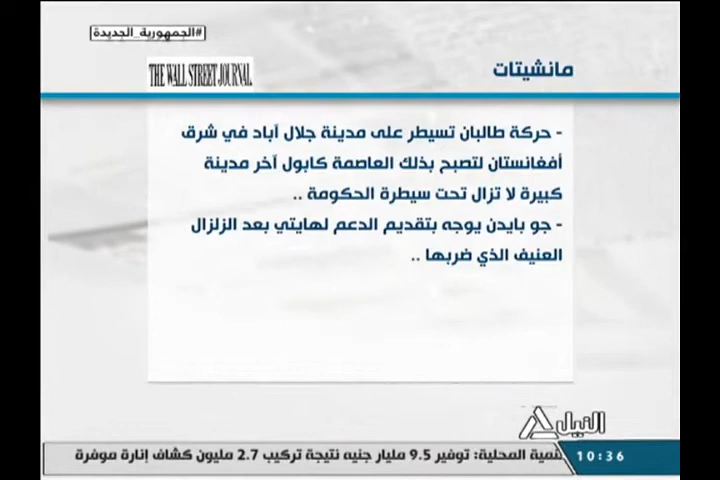 #الجمهورية_الجديدة
مانشيتات
THE WALL STREET JOURNAL
- حركة طالبان تسيطر على مدينة جلال آباد في شرق
أفغانستان لتصبح بذلك العاصمة كابول آخر مدينة
كبيرة لا تزال تحت سيطرة الحكومة ..
- جو بايدن يوجه بتقديم الدعم لهايتي بعد الزلزال
العنيف الذي ضربها ..
النيل
المحلية: توفير 9.5 مليار جنيه نتيجة تركيب 2.7 مليون كشاف إنارة موفرة
10:36